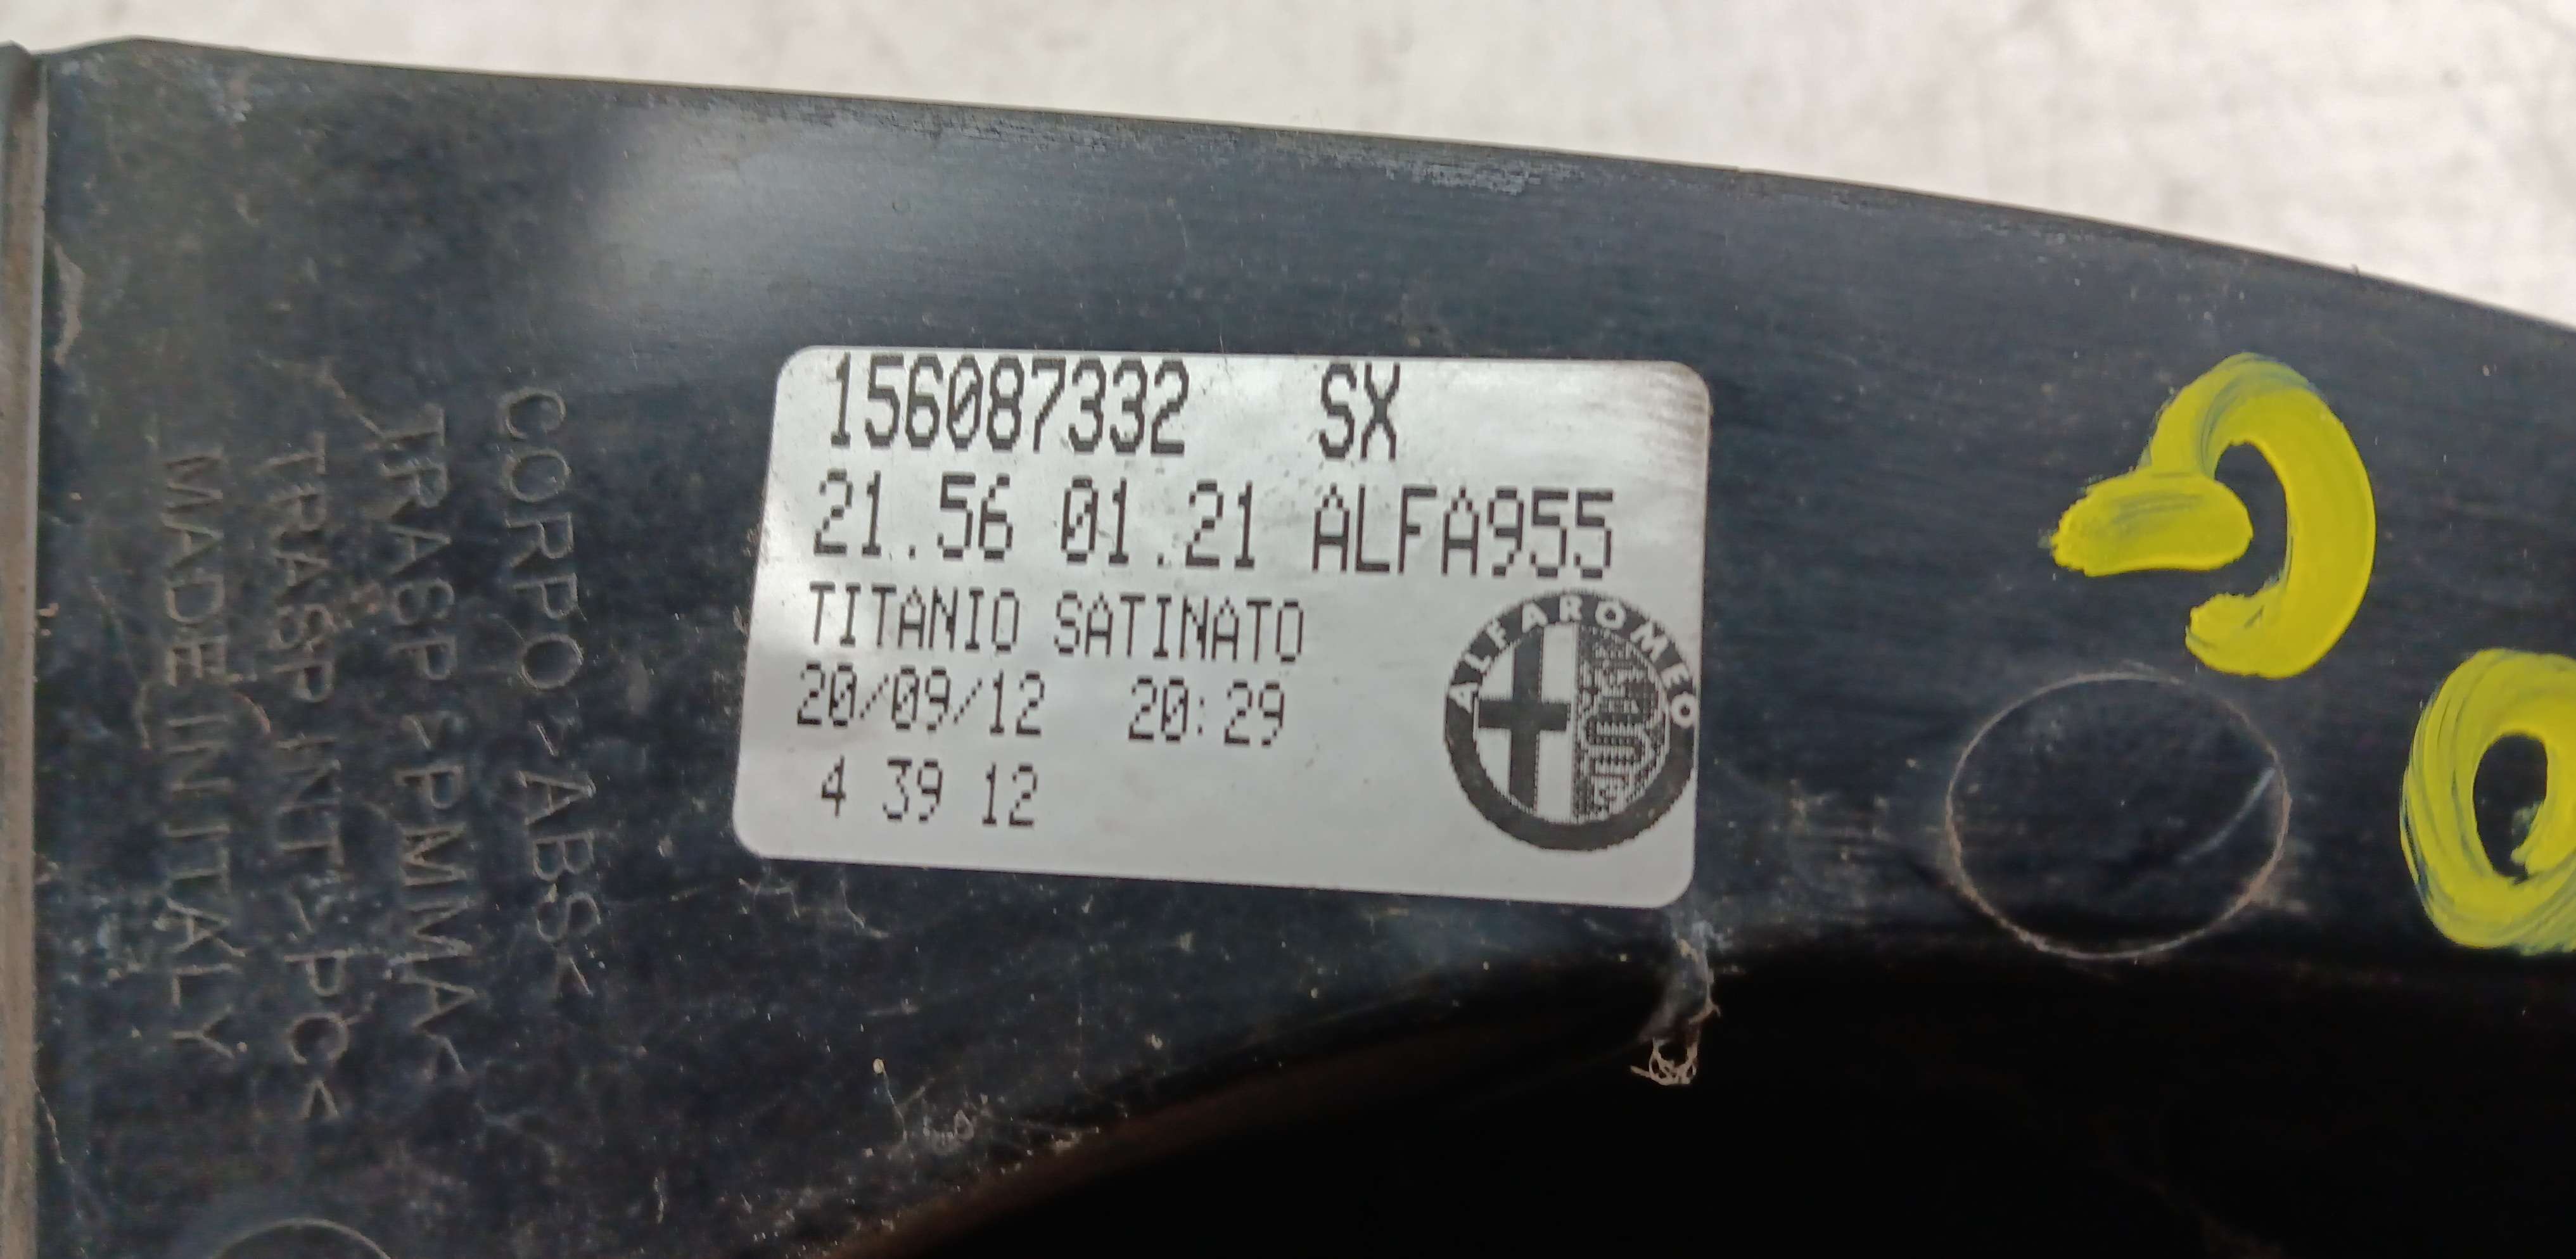 156087332 SX
21.56 01.21 ALFA955
TITANIO SATINATO
20/09/12 20:29
4 39 12
ALFA ROMEO
CORPO >ABS<
TRASP >PMMA<
TRASP INT >PC<
MADE IN ITALY